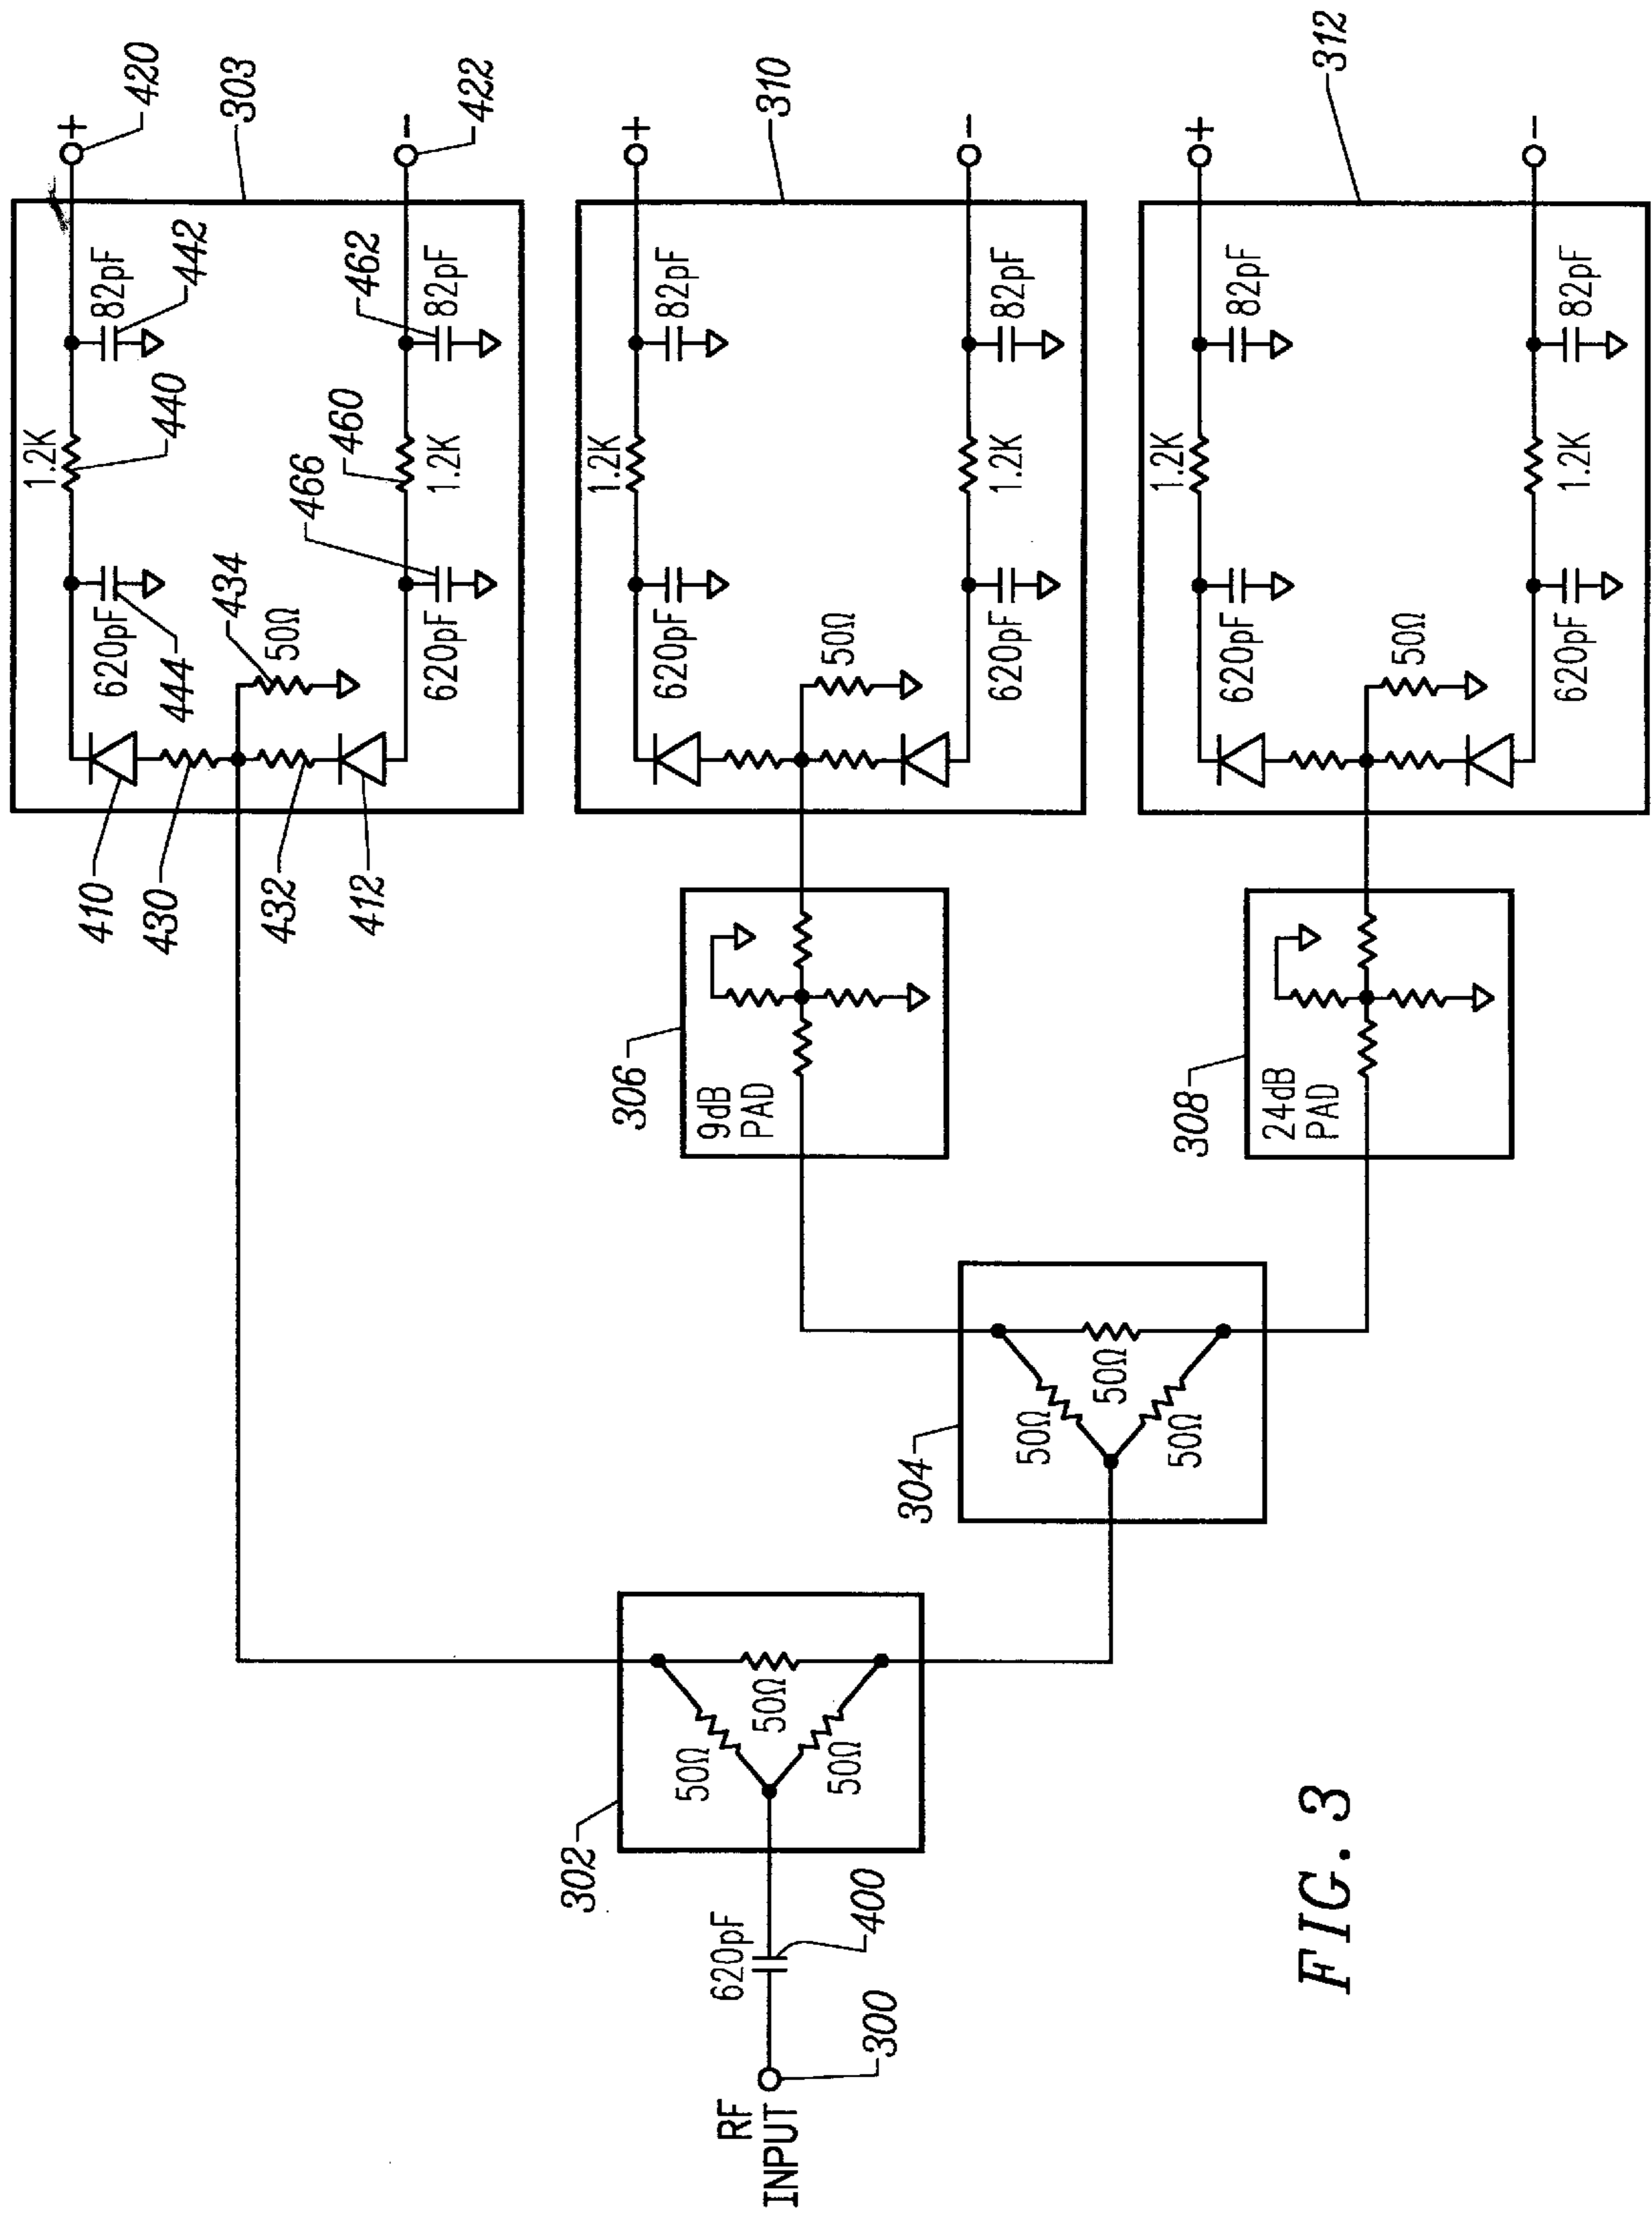 RF
INPUT
300
620pF
400
302
50Ω
50Ω
50Ω
304
50Ω
50Ω
50Ω
306
9dB
PAD
308
24dB
PAD
410
430
432
412
620pF
444
434
50Ω
620pF
466
1.2K
440
460
1.2K
82pF
442
462
82pF
303
+
420
-
422
620pF
50Ω
620pF
1.2K
1.2K
82pF
82pF
310
+
-
620pF
50Ω
620pF
1.2K
1.2K
82pF
82pF
312
+
-
FIG. 3